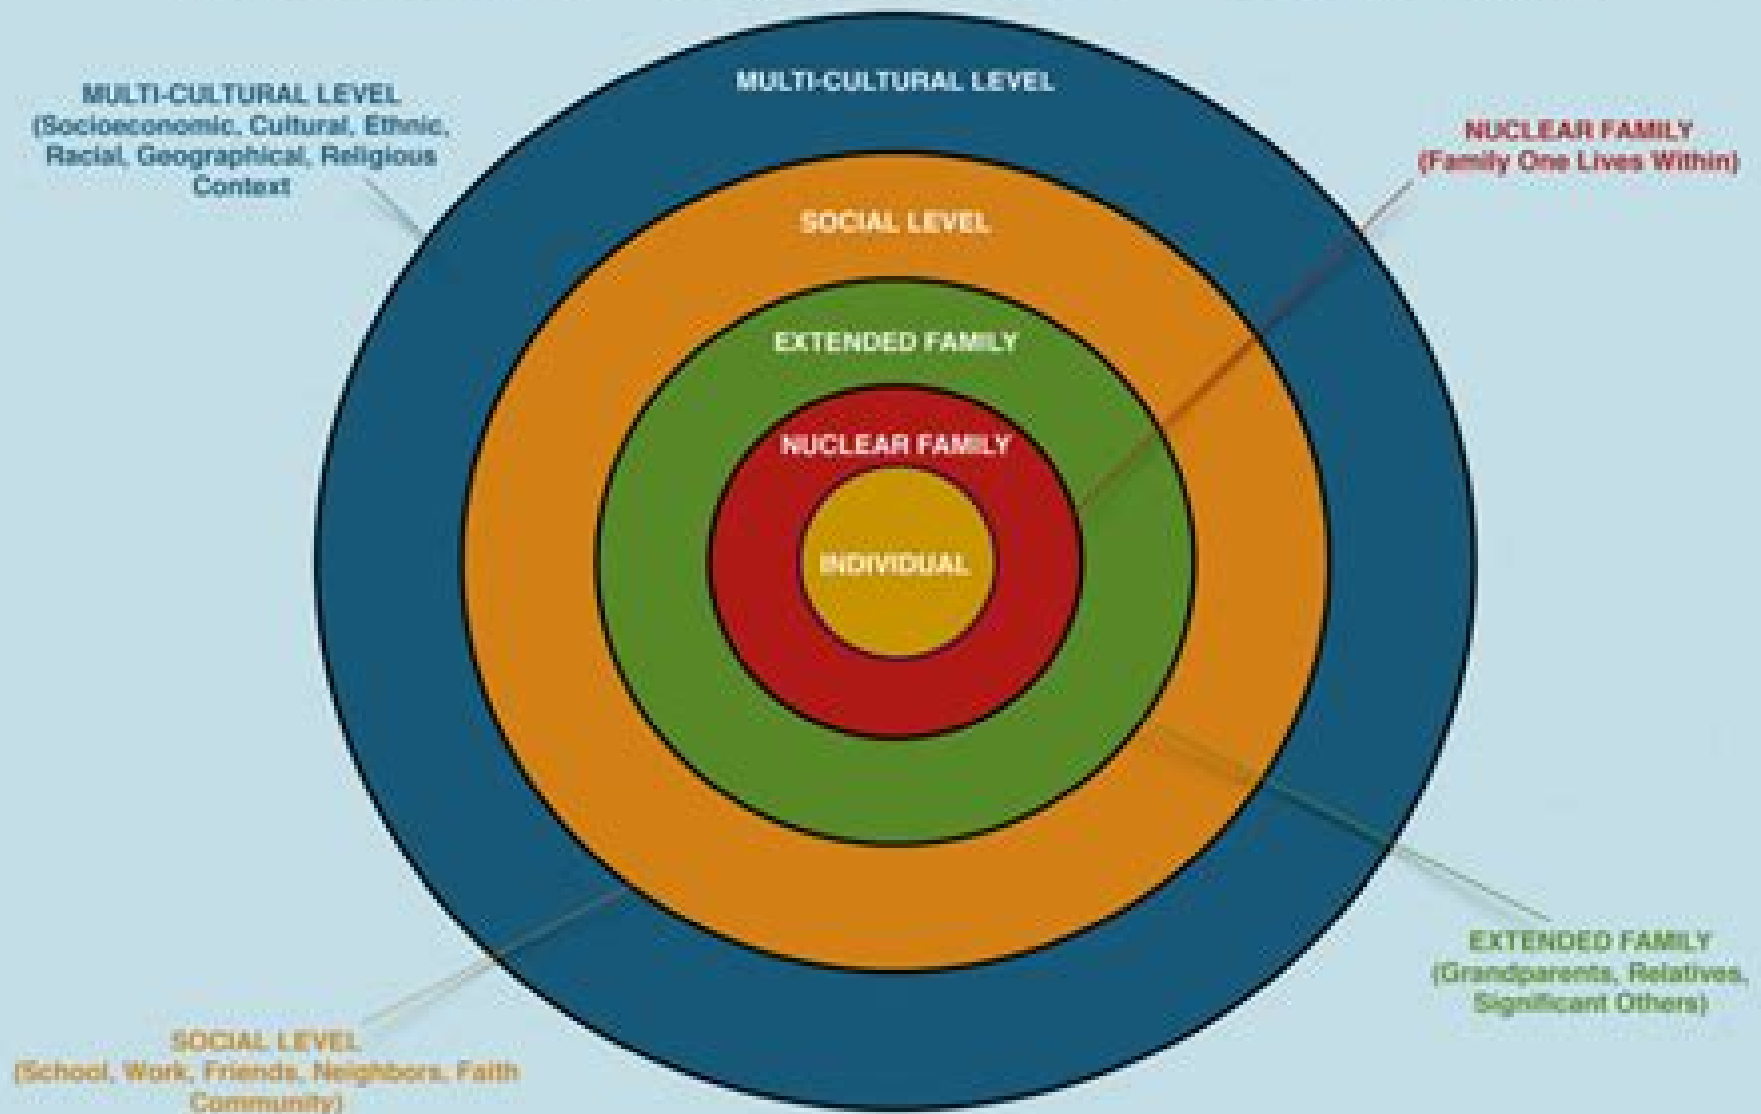 MULTI-CULTURAL LEVEL
MULTI-CULTURAL LEVEL
(Socioeconomic, Cultural, Ethnic,
Racial, Geographical, Religious
Context
NUCLEAR FAMILY
(Family One Lives Within)
SOCIAL LEVEL
EXTENDED FAMILY
NUCLEAR FAMILY
INDIVIDUAL
EXTENDED FAMILY
(Grandparents, Relatives,
Significant Others)
SOCIAL LEVEL
(School, Work, Friends, Neighbors, Faith
Community)